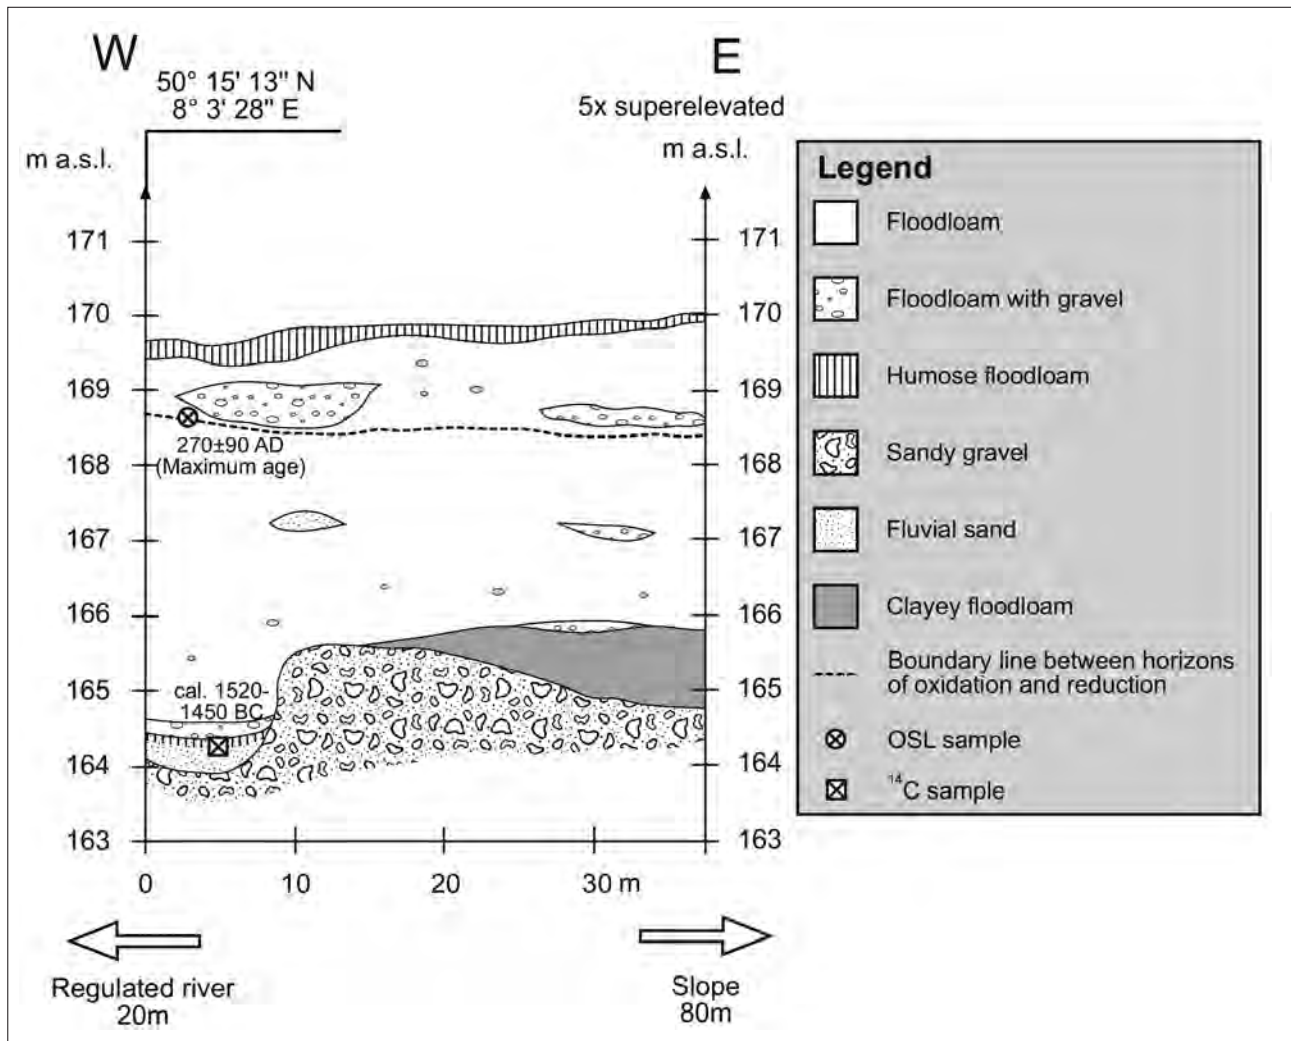 W
E
50° 15' 13" N
8° 3' 28" E
5x superelevated
m a.s.l.
m a.s.l.
171
170
169
168
167
166
165
164
163
171
170
169
168
167
166
165
164
163
270±90 AD
(Maximum age)
cal. 1520-
1450 BC
0
10
20
30 m
Regulated river
20m
Slope
80m
Legend
Floodloam
Floodloam with gravel
Humose floodloam
Sandy gravel
Fluvial sand
Clayey floodloam
Boundary line between horizons
of oxidation and reduction
OSL sample
¹⁴C sample